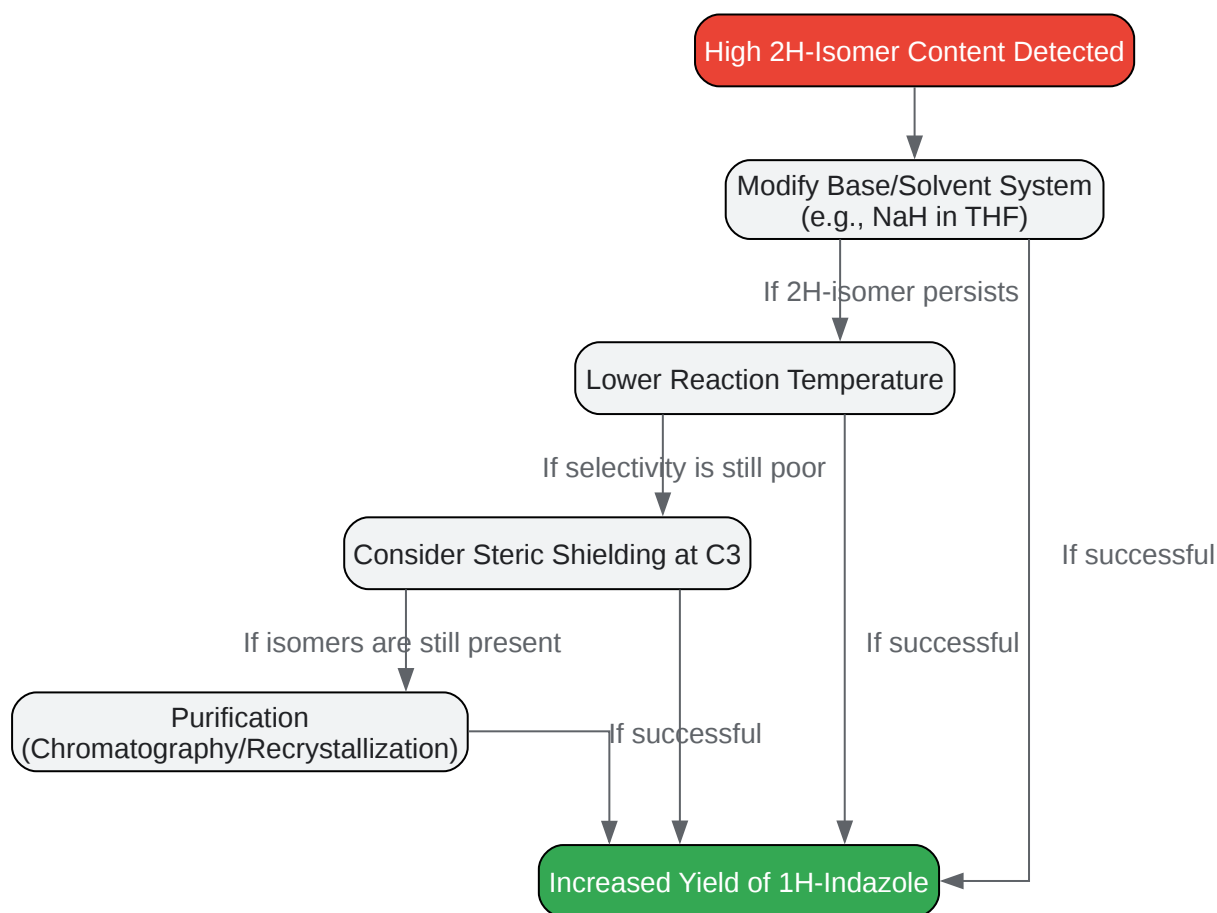 High 2H-Isomer Content Detected
Modify Base/Solvent System
(e.g., NaH in THF)
If 2H-isomer persists
Lower Reaction Temperature
If selectivity is still poor
Consider Steric Shielding at C3
If successful
If isomers are still present
If successful
Purification
(Chromatography/Recrystallization)
If successful
Increased Yield of 1H-Indazole